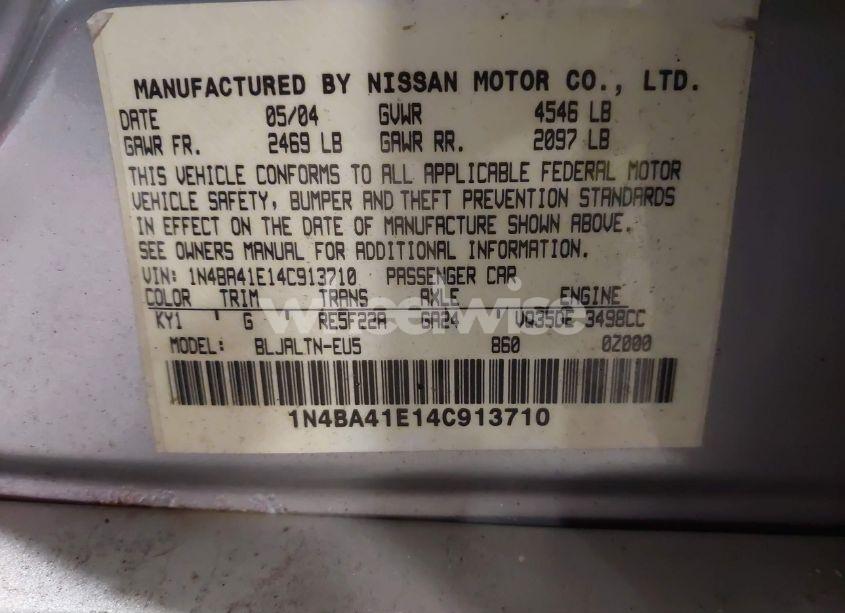 MANUFACTURED BY NISSAN MOTOR CO., LTD.
DATE 05/04 GVWR 4546 LB
GAWR FR. 2469 LB GAWR RR. 2097 LB
THIS VEHICLE CONFORMS TO ALL APPLICABLE FEDERAL MOTOR
VEHICLE SAFETY, BUMPER AND THEFT PREVENTION STANDARDS
IN EFFECT ON THE DATE OF MANUFACTURE SHOWN ABOVE.
SEE OWNERS MANUAL FOR ADDITIONAL INFORMATION.
VIN: 1N4BA41E14C913710 PASSENGER CAR
COLOR TRIM TRANS AXLE ENGINE
wheelwise
KY1 ' G '' RE5F22A GA24 '' VQ35DE 3498CC
MODEL: BLJALTN-EU5 860 0Z000
1N4BA41E14C913710